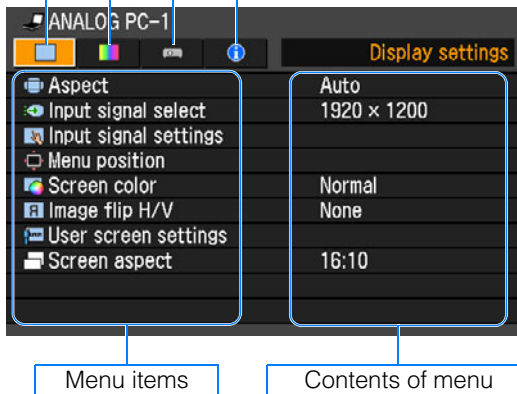 ANALOG PC-1
Display settings
Aspect Auto
Input signal select 1920 × 1200
Input signal settings
Menu position
Screen color Normal
Image flip H/V None
User screen settings
Screen aspect 16:10
Menu items Contents of menu